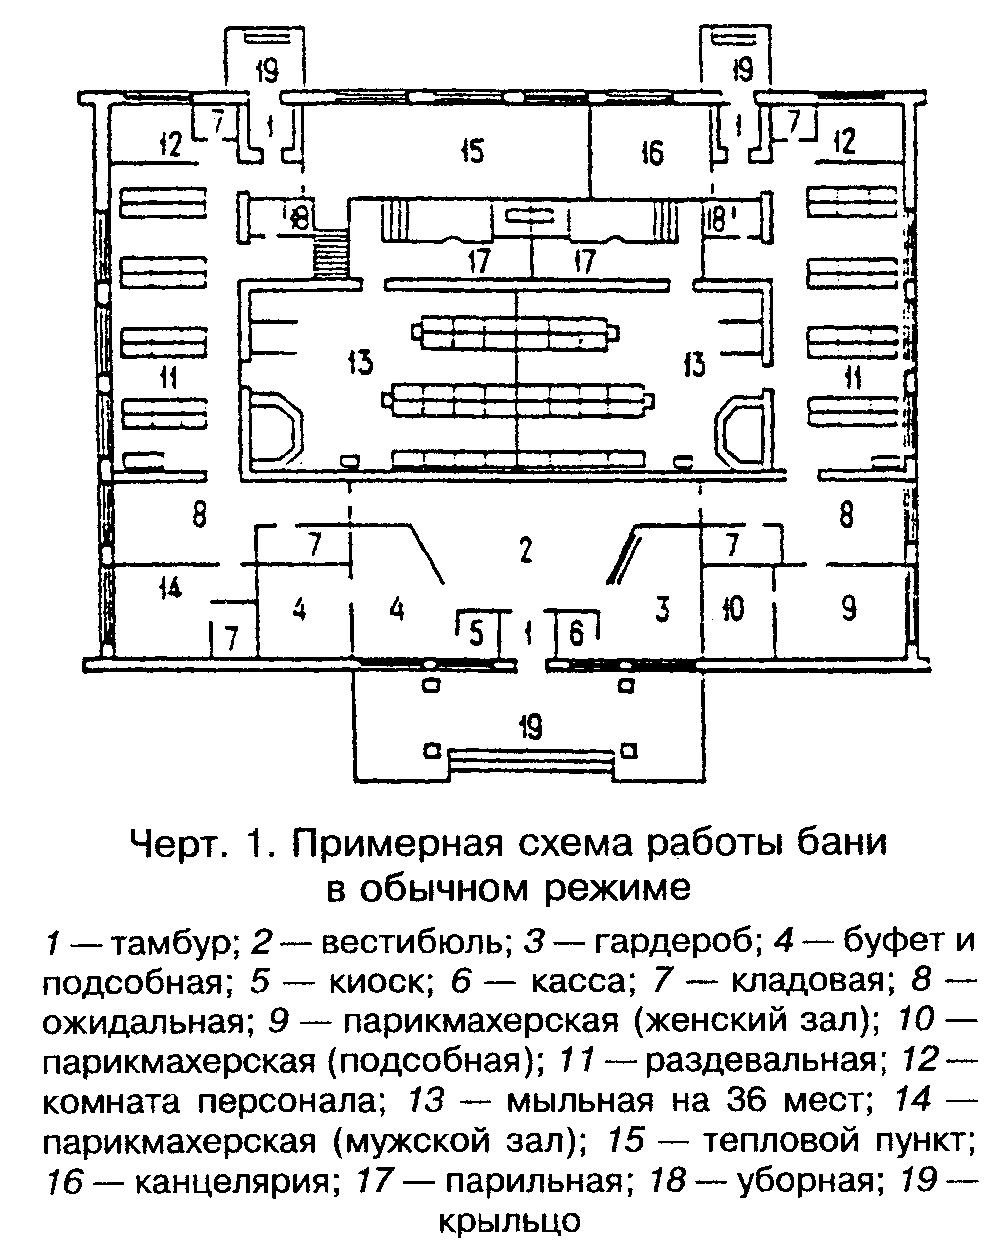 19 19
7 1 1 7
12 15 16 12
18 18
17 17
13 13
11 11
8 8
7 2 7
14 4 4 3 10 9
7 5 1 6
19
Черт. 1. Примерная схема работы бани
в обычном режиме
1 — тамбур; 2 — вестибюль; 3 — гардероб; 4 — буфет и
подсобная; 5 — киоск; 6 — касса; 7 — кладовая; 8 —
ожидальная; 9 — парикмахерская (женский зал); 10 —
парикмахерская (подсобная); 11 — раздевальная; 12 —
комната персонала; 13 — мыльная на 36 мест; 14 —
парикмахерская (мужской зал); 15 — тепловой пункт;
16 — канцелярия; 17 — парильная; 18 — уборная; 19 —
крыльцо